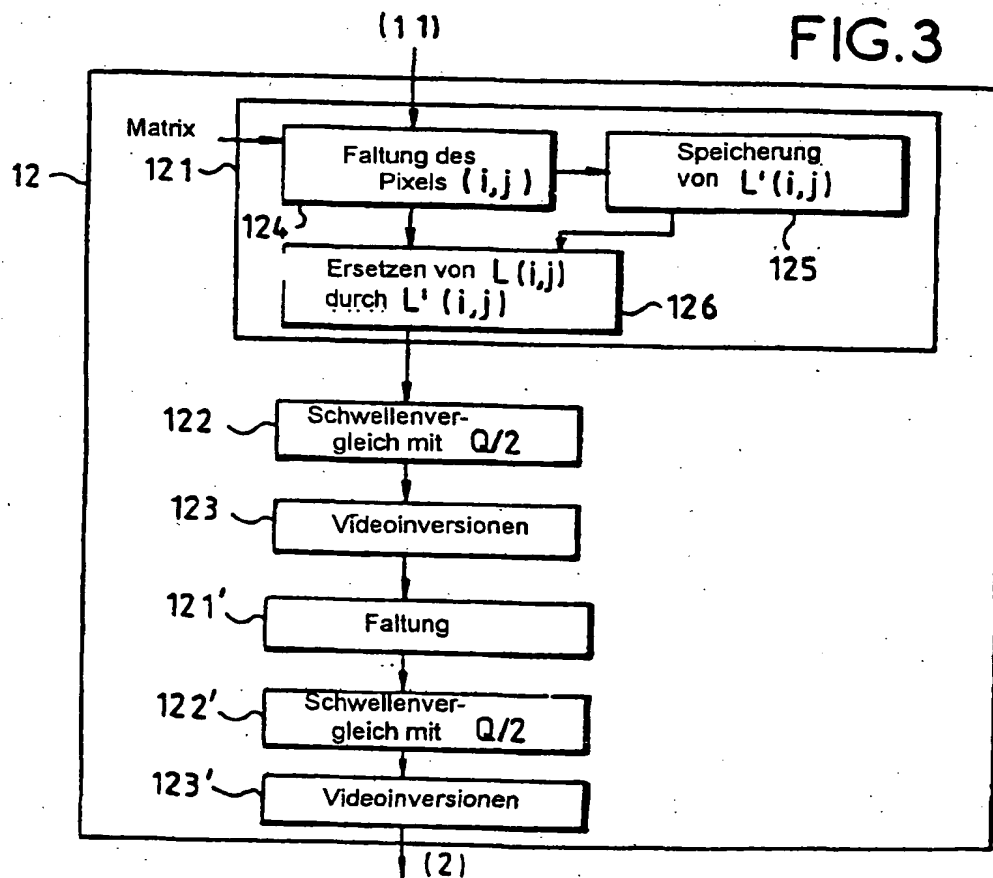 (11)
FIG.3
Matrix
12
121
Faltung des
Pixels (i,j)
Speicherung
von L'(i,j)
124
125
Ersetzen von L(i,j)
durch L'(i,j)
126
122
Schwellenver-
gleich mit Q/2
123
Videoinversionen
121'
Faltung
122'
Schwellenver-
gleich mit Q/2
123'
Videoinversionen
(2)